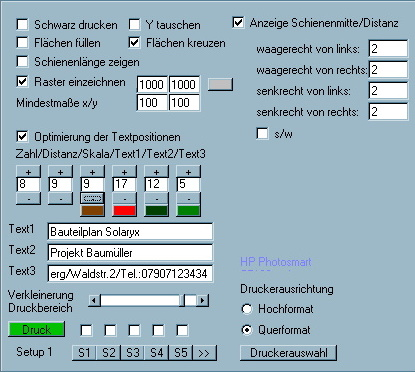 Schwarz drucken
Y tauschen
Anzeige Schienenmitte/Distanz
Flächen füllen
Flächen kreuzen
waagerecht von links: 2
Schienenlänge zeigen
waagerecht von rechts: 2
Raster einzeichnen 1000 1000
senkrecht von links: 2
Mindestmaße x/y 100 100
senkrecht von rechts: 2
s/w
Optimierung der Textpositionen
Zahl/Distanz/Skala/Text1/Text2/Text3
+ + + + + +
8 9 9 17 12 5
- - - - - -
Text1 Bauteilplan Solaryx
Text2 Projekt Baumüller
Text3 erg/Waldstr.2/Tel.:07907123434
HP Photosmart
Verkleinerung
Druckbereich
Druckerausrichtung
Hochformat
Druck
Querformat
Setup 1 S1 S2 S3 S4 S5 >>
Druckerauswahl